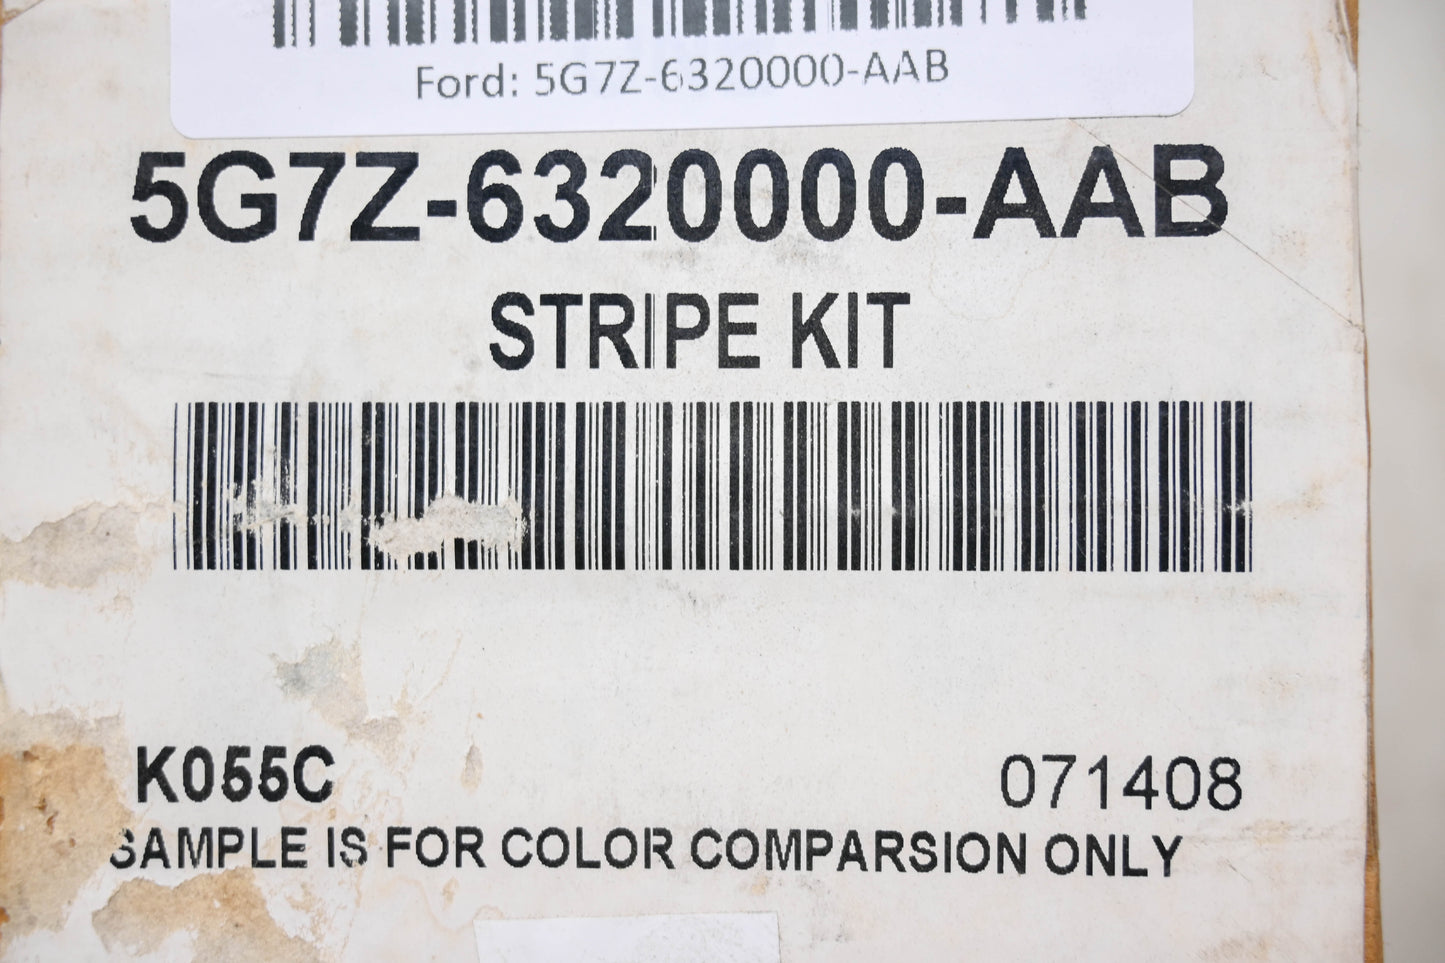 Ford: 5G7Z-6320000-AAB
5G7Z-6320000-AAB
STRIPE KIT
K055C
071408
SAMPLE IS FOR COLOR COMPARSION ONLY